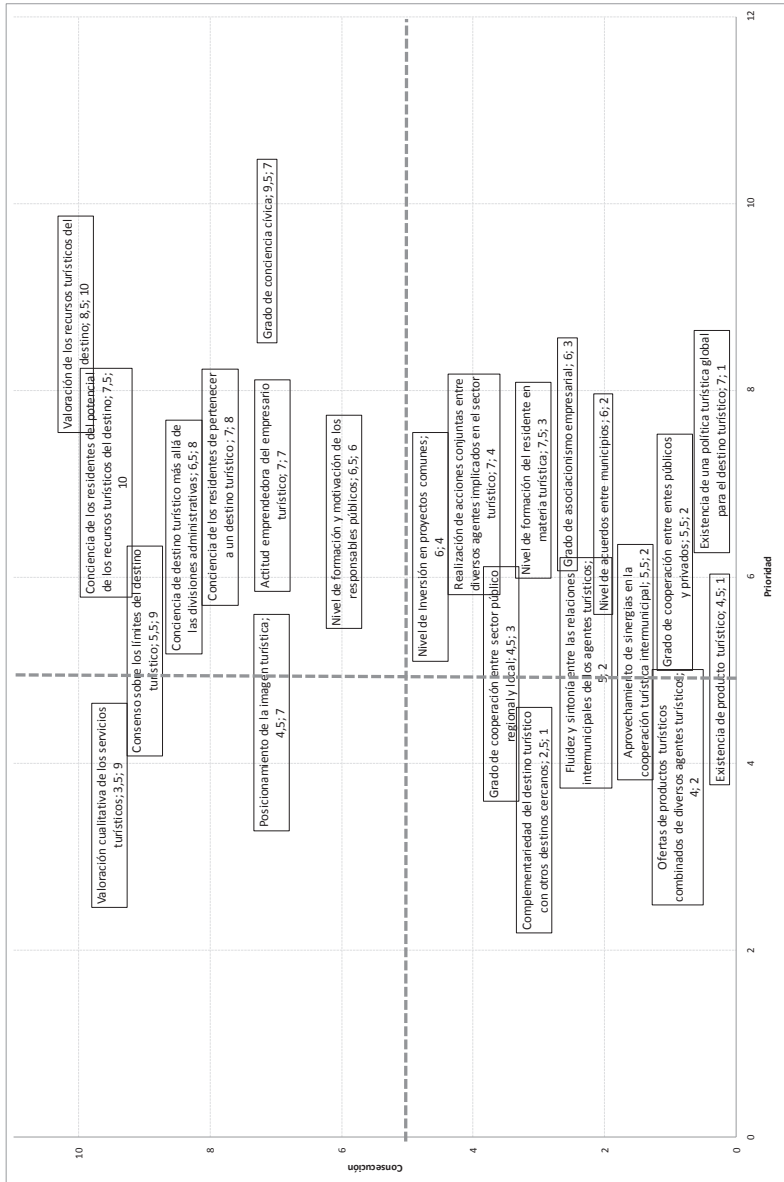 Consecución
10
8
6
4
2
0
Valoración de los recursos turísticos del
destino; 8,5; 10
Conciencia de los residentes del potencial
de los recursos turísticos del destino; 7,5;
10
Valoración cualitativa de los servicios
turísticos; 3,5; 9
Consenso sobre los límites del destino
turístico; 5,5; 9
Conciencia de destino turístico más allá de
las divisiones administrativas; 6,5; 8
Conciencia de los residentes de pertenecer
a un destino turístico ; 7; 8
Grado de conciencia cívica; 9,5; 7
Posicionamiento de la imagen turística;
4,5; 7
Actitud emprendedora del empresario
turístico; 7; 7
Nivel de formación y motivación de los
responsables públicos; 6,5; 6
Nivel de Inversión en proyectos comunes;
6; 4
Realización de acciones conjuntas entre
diversos agentes implicados en el sector
turístico; 7; 4
Grado de cooperación entre sector público
regional y local; 4,5; 3
Nivel de formación del residente en
materia turística; 7,5; 3
Complementariedad del destino turístico
con otros destinos cercanos; 2,5; 1
Grado de asociacionismo empresarial; 6; 3
Fluidez y sintonía entre las relaciones
intermunicipales de los agentes turísticos;
5; 2
Nivel de acuerdos entre municipios; 6; 2
Aprovechamiento de sinergias en la
cooperación turística intermunicipal; 5,5; 2
Grado de cooperación entre entes públicos
y privados; 5,5; 2
Ofertas de productos turísticos
combinados de diversos agentes turísticos;
4; 2
Existencia de una política turística global
para el destino turístico; 7; 1
Existencia de producto turístico; 4,5; 1
0
2
4
6
8
10
12
Prioridad